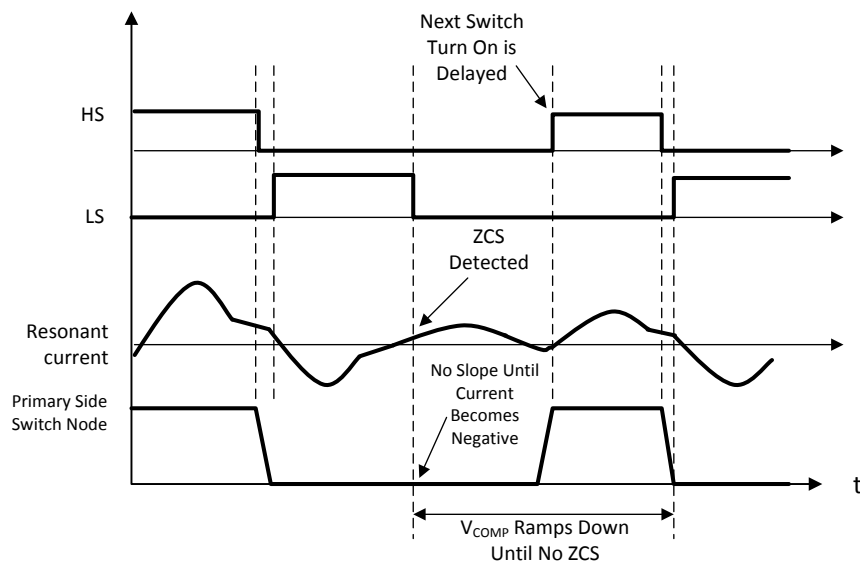 Next Switch
Turn On is
Delayed
HS
LS
ZCS
Detected
Resonant
current
No Slope Until
Current
Becomes
Negative
Primary Side
Switch Node
t
VCOMP Ramps Down
Until No ZCS